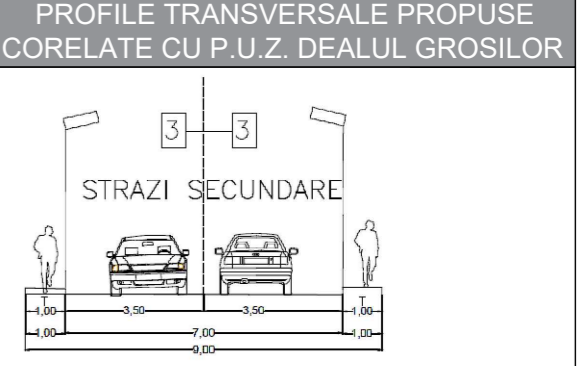 PROFILE TRANSVERSALE PROPUSE
CORELATE CU P.U.Z. DEALUL GROSILOR
3 3
STRAZI SECUNDARE
T T
1,00 3,50 3,50 1,00
1,00 7,00 1,00
9,00